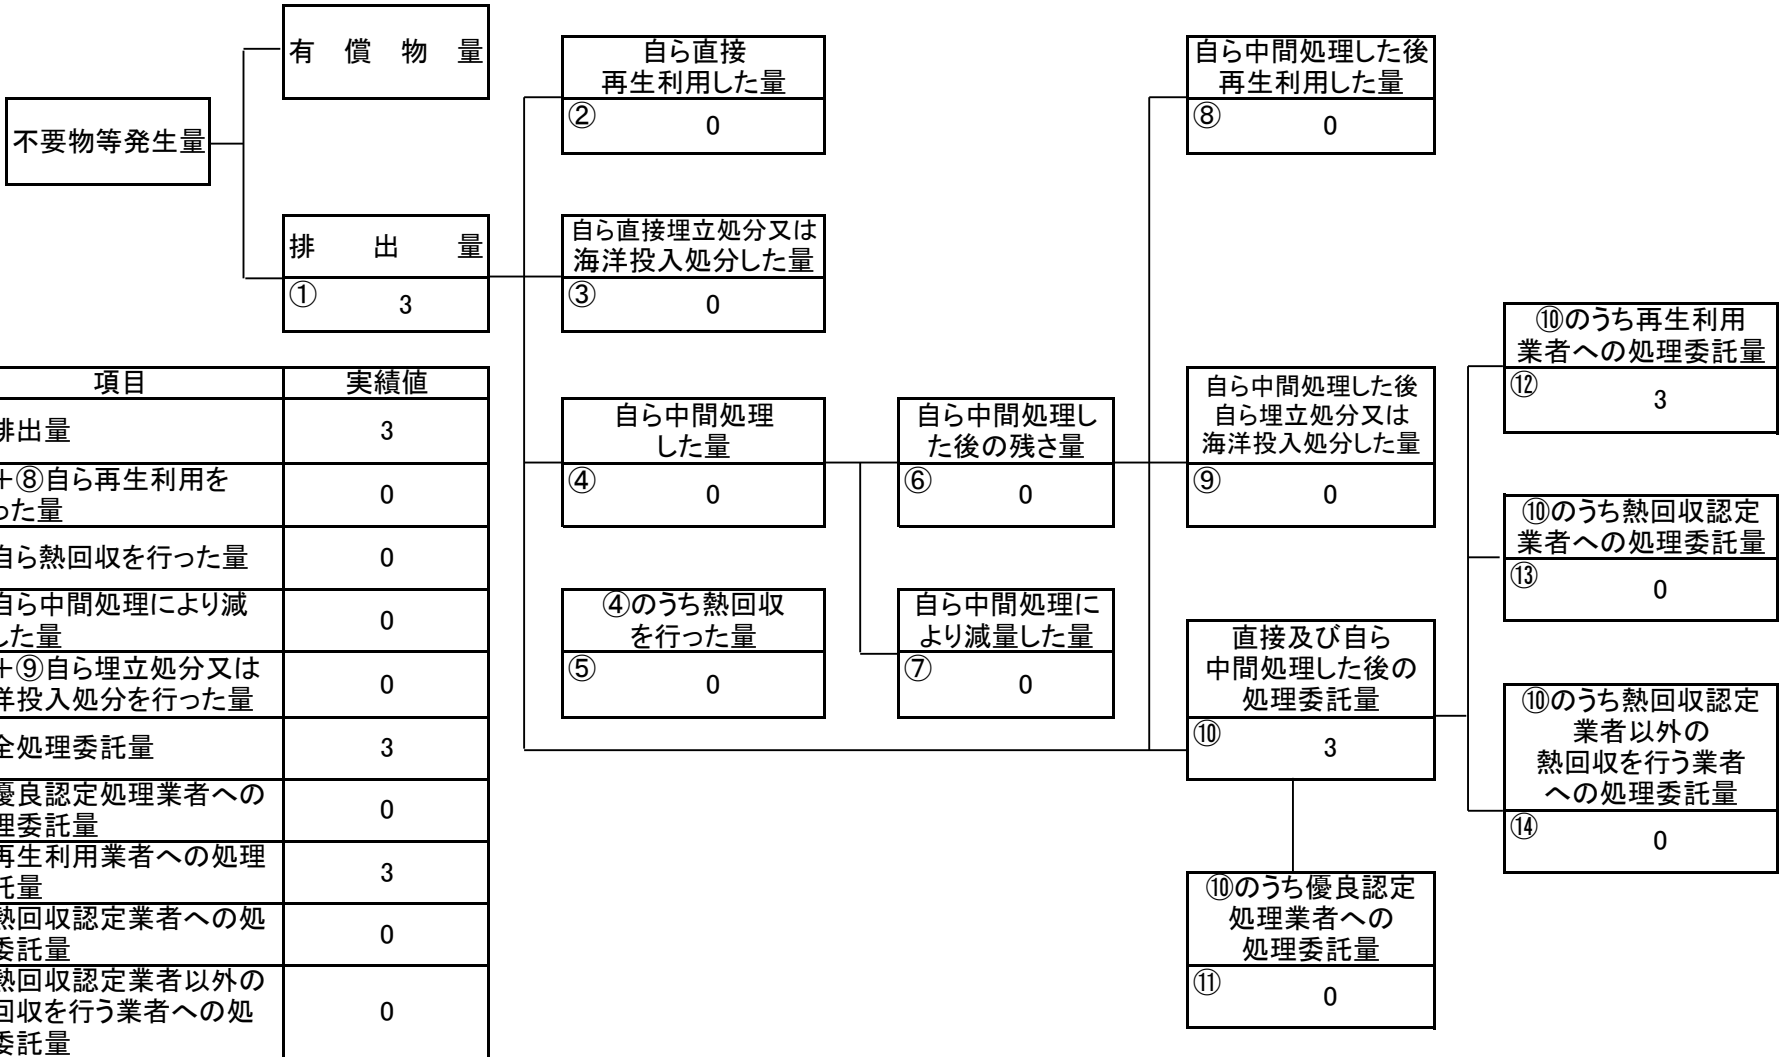 有償物量
不要物等発生量
排出量
① 3
自ら直接
再生利用した量
② 0
自ら直接埋立処分又は
海洋投入処分した量
③ 0
自ら中間処理
した量
④ 0
④のうち熱回収
を行った量
⑤ 0
自ら中間処理し
た後の残さ量
⑥ 0
自ら中間処理に
より減量した量
⑦ 0
自ら中間処理した後
再生利用した量
⑧ 0
自ら中間処理した後
自ら埋立処分又は
海洋投入処分した量
⑨ 0
直接及び自ら
中間処理した後の
処理委託量
⑩ 3
⑩のうち優良認定
処理業者への
処理委託量
⑪ 0
⑩のうち再生利用
業者への処理委託量
⑫ 3
⑩のうち熱回収認定
業者への処理委託量
⑬ 0
⑩のうち熱回収認定
業者以外の
熱回収を行う業者
への処理委託量
⑭ 0
項目 実績値
排出量 3
+⑧自ら再生利用を
った量 0
自ら熱回収を行った量 0
自ら中間処理により減
した量 0
+⑨自ら埋立処分又は
洋投入処分を行った量 0
全処理委託量 3
優良認定処理業者への
理委託量 0
再生利用業者への処理
託量 3
熱回収認定業者への処
委託量 0
熱回収認定業者以外の
回収を行う業者への処
委託量 0